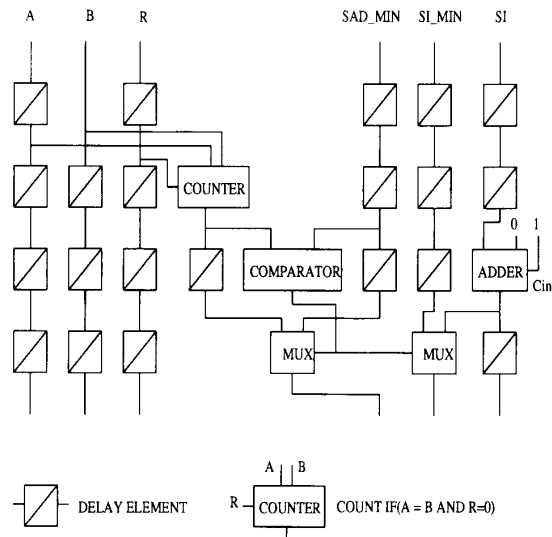 A B R SAD_MIN SI_MIN SI
COUNTER
0 1
COMPARATOR
ADDER
Cin
MUX
MUX
A B
DELAY ELEMENT
R
COUNTER
COUNT IF(A = B AND R=0)